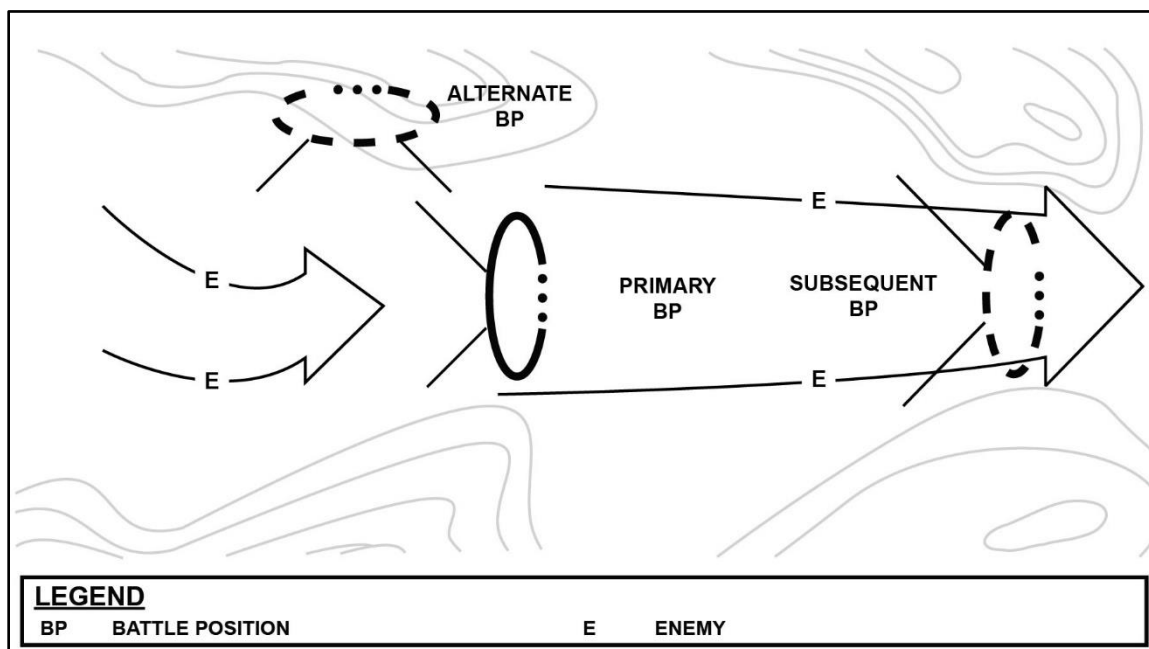 ALTERNATE
BP
E
E
E
PRIMARY
BP
SUBSEQUENT
BP
E
LEGEND
BP BATTLE POSITION E ENEMY